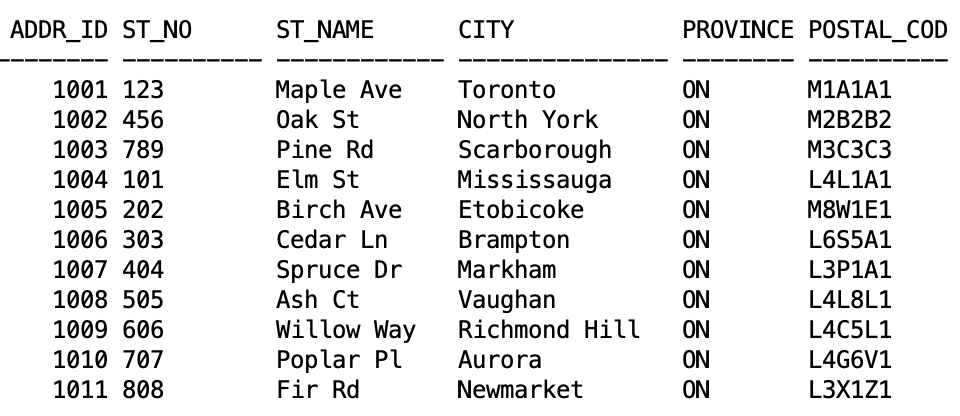 ADDR_ID ST_NO      ST_NAME      CITY            PROVINCE POSTAL_COD
-------- ---------- ------------ --------------- -------- ----------
1001 123        Maple Ave    Toronto         ON       M1A1A1
1002 456        Oak St       North York      ON       M2B2B2
1003 789        Pine Rd      Scarborough     ON       M3C3C3
1004 101        Elm St       Mississauga     ON       L4L1A1
1005 202        Birch Ave    Etobicoke       ON       M8W1E1
1006 303        Cedar Ln     Brampton        ON       L6S5A1
1007 404        Spruce Dr    Markham         ON       L3P1A1
1008 505        Ash Ct       Vaughan         ON       L4L8L1
1009 606        Willow Way   Richmond Hill   ON       L4C5L1
1010 707        Poplar Pl    Aurora          ON       L4G6V1
1011 808        Fir Rd       Newmarket       ON       L3X1Z1